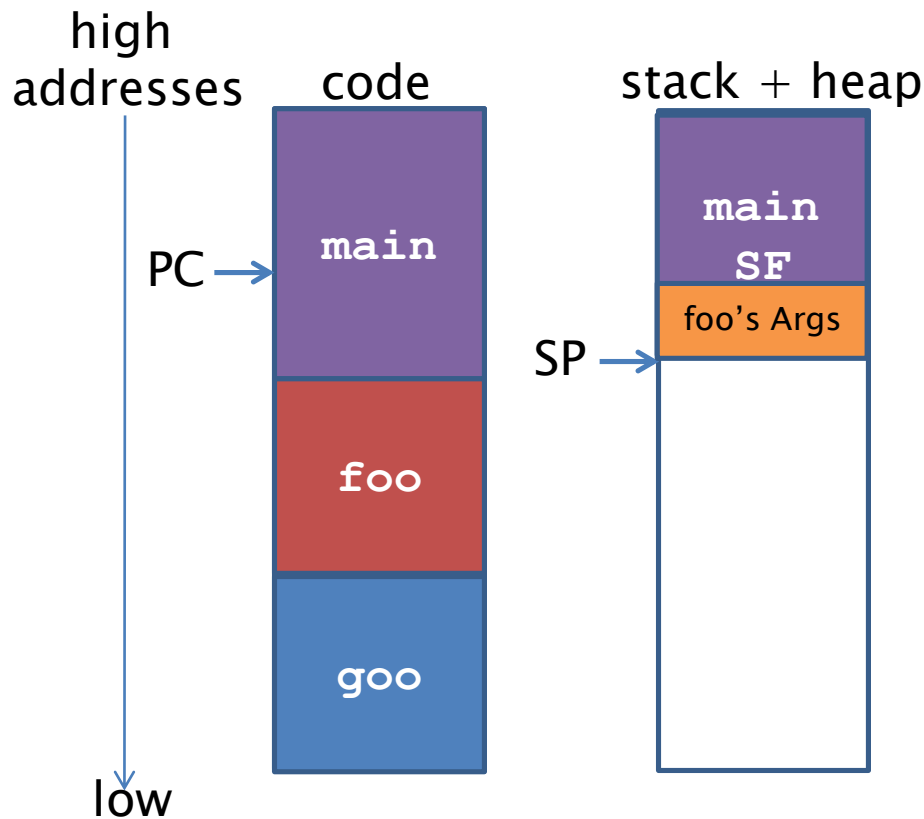 high
addresses
code
stack + heap
main
SF
main
PC
foo's Args
SP
foo
goo
low